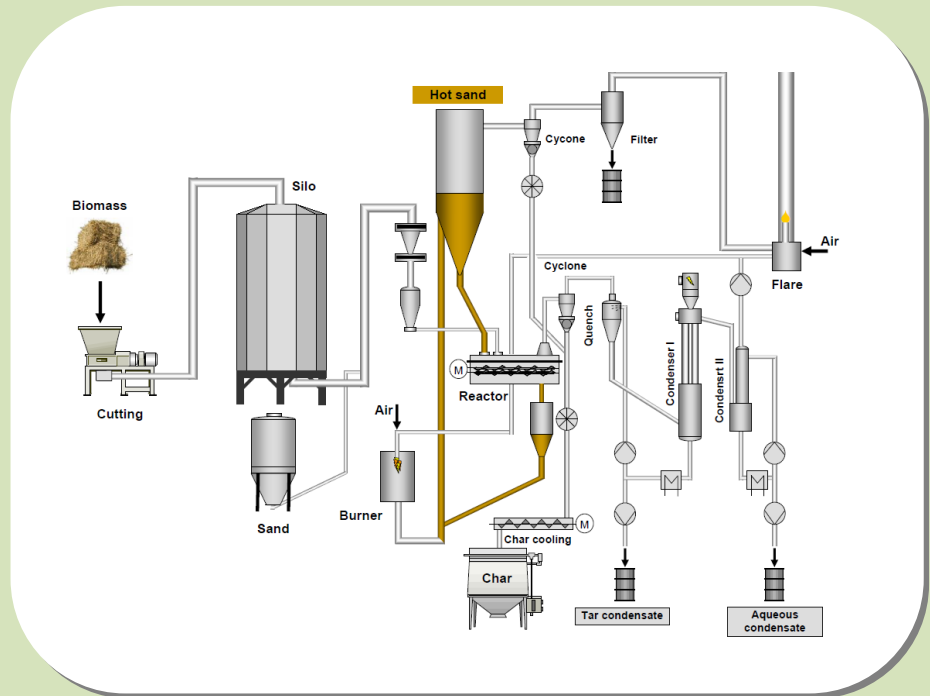 Hot sand
Cycone
Filter
Silo
Biomass
Air
Flare
Cyclone
Quench
Condenser I
Condensrt II
M
Reactor
Cutting
Air
Burner
Sand
M
Char cooling
Char
Tar condensate
Aqueous
condensate